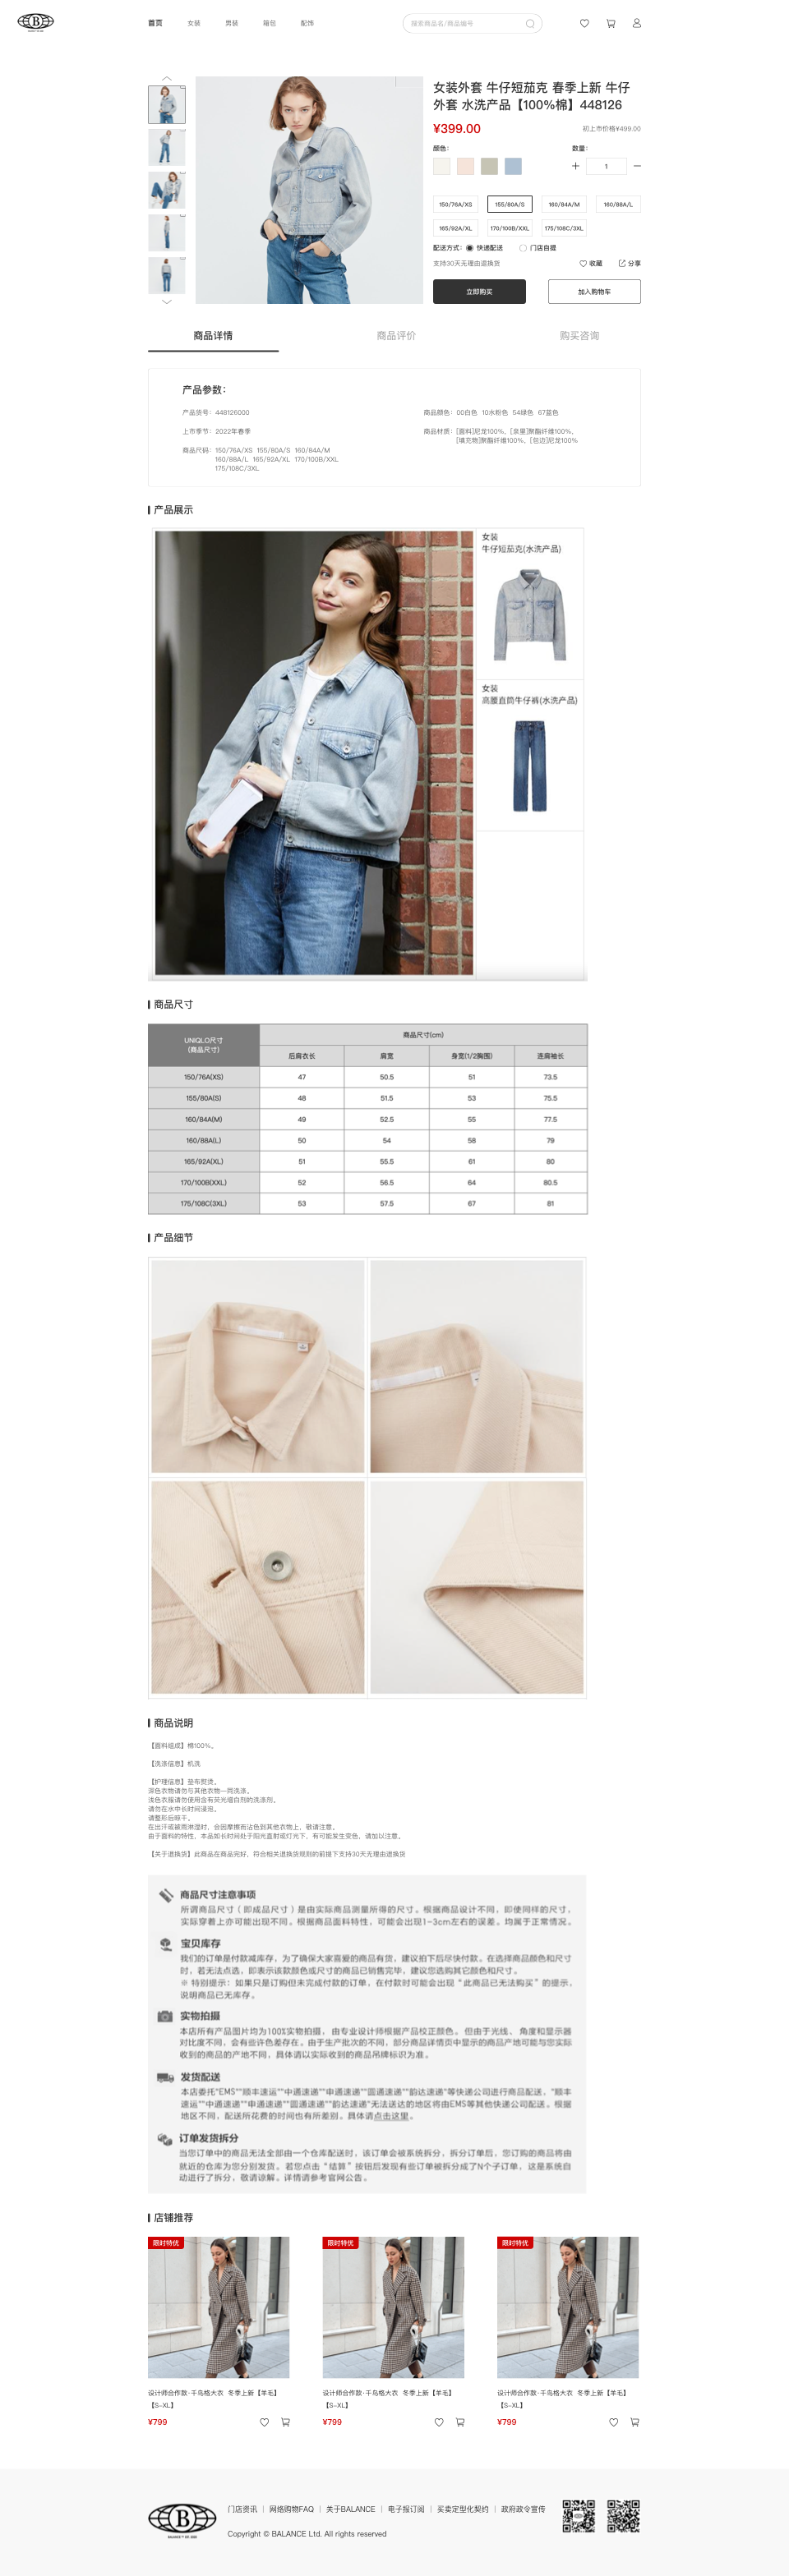 B
首页 女装 男装 箱包 配饰
搜索商品名/商品编号
女装外套 牛仔短茄克 春季上新 牛仔
外套 水洗产品【100%棉】448126
¥399.00
初上市价格¥499.00
颜色:
数量:
1
150/76A/XS 155/80A/S 160/84A/M 160/88A/L
165/92A/XL 170/100B/XXL 175/108C/3XL
配送方式: 快递配送 门店自提
支持30天无理由退换货
收藏 分享
立即购买 加入购物车
商品详情 商品评价 购买咨询
产品参数:
产品货号: 448126000
商品颜色: 00白色 10水粉色 54绿色 67蓝色
上市季节: 2022年春季
商品材质: [面料]尼龙100%、[衣里]聚酯纤维100%、
[填充物]聚酯纤维100%、[包边]尼龙100%
商品尺码: 150/76A/XS 155/80A/S 160/84A/M
160/88A/L 165/92A/XL 170/100B/XXL
175/108C/3XL
产品展示
女装
牛仔短茄克(水洗产品)
女装
高腰直筒牛仔裤(水洗产品)
商品尺寸
UNIQLO尺寸
(商品尺寸)
商品尺寸(cm)
后肩衣长 肩宽 身宽(1/2胸围) 连肩袖长
150/76A(XS) 47 50.5 51 73.5
155/80A(S) 48 51.5 53 75.5
160/84A(M) 49 52.5 55 77.5
160/88A(L) 50 54 58 79
165/92A(XL) 51 55.5 61 80
170/100B(XXL) 52 56.5 64 80.5
175/108C(3XL) 53 57.5 67 81
产品细节
商品说明
【面料组成】棉100%。
【洗涤信息】机洗
【护理信息】垫布熨烫。
深色衣物请勿与其他衣物一同洗涤。
浅色衣服请勿使用含有荧光增白剂的洗涤剂。
请勿在水中长时间浸泡。
请整形后晾干。
在出汗或被雨淋湿时，会因摩擦而沾色到其他衣物上，敬请注意。
由于面料的特性，本品如长时间处于阳光直射或灯光下，有可能发生变色，请加以注意。
【关于退换货】此商品在商品完好，符合相关退换货规则的前提下支持30天无理由退换货
商品尺寸注意事项
所谓商品尺寸（即成品尺寸）是由实际商品测量所得的尺寸。根据商品设计不同，即使同样的尺寸，
实际穿着上亦可能出现不同。根据商品面料特性，可能会出现1-3cm左右的误差。均属于正常情况。
宝贝库存
我们的订单是付款减库存，为了确保大家喜爱的商品有货，建议拍下后尽快付款。在选择商品颜色和尺寸
时，若无法点选，即表示该款颜色或尺寸的商品已销售完毕，建议您选购其它颜色和尺寸。
※ 特别提示：如果只是订购但未完成付款的订单，在付款时可能会出现“此商品已无法购买”的提示，
说明商品已无库存。
实物拍摄
本店所有产品图片均为100%实物拍摄，由专业设计师根据产品校正颜色。但由于光线、角度和显示器
对比度不同，会有些许色差存在。由于生产批次的不同，部分商品详情页中显示的商品产地可能与您实际
收到的商品的产地不同，具体请以实际收到的商品吊牌标识为准。
发货配送
本店委托"EMS""顺丰速运""中通速递""申通速递""圆通速递""韵达速递"等快递公司进行商品配送，"顺丰
速运""中通速递""申通速递""圆通速递""韵达速递"无法送达的地区将由EMS等其他快递公司配送。根据
地区不同，配送所花费的时间也有所差别。具体请点击这里。
订单发货拆分
当您订单中的商品无法全部由一个仓库配送时，该订单会被系统拆分，拆分订单后，您订购的商品将由
就近的仓库为您分别发货。若您点击“结算”按钮后发现有些订单被拆分成了N个子订单，这是系统自
动进行了拆分，敬请谅解。详情请参考官网公告。
店铺推荐
限时特优 限时特优 限时特优
设计师合作款·千鸟格大衣 冬季上新【羊毛】
【S-XL】
¥799
设计师合作款·千鸟格大衣 冬季上新【羊毛】
【S-XL】
¥799
设计师合作款·千鸟格大衣 冬季上新【羊毛】
【S-XL】
¥799
B
门店资讯 | 网络购物FAQ | 关于BALANCE | 电子报订阅 | 买卖定型化契约 | 政府政令宣传
Copyright © BALANCE Ltd. All rights reserved